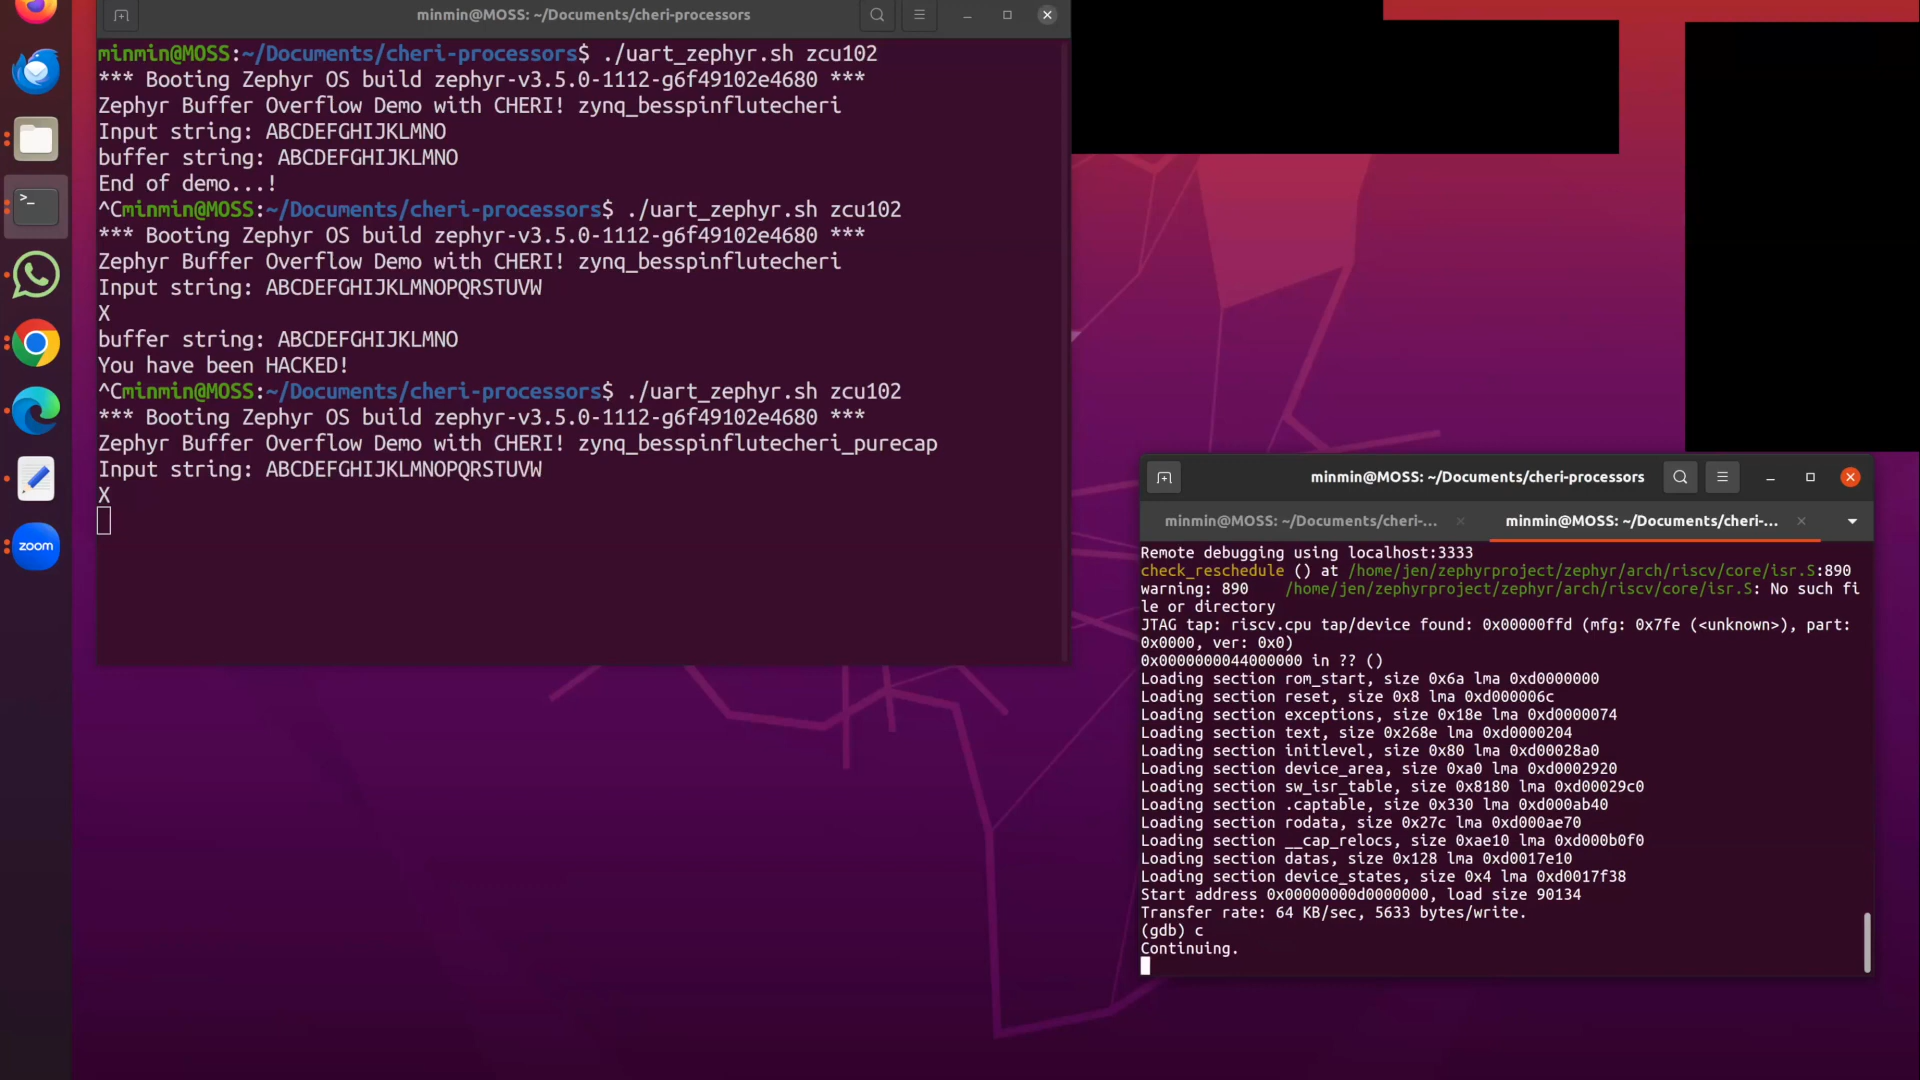 minmin@MOSS: ~/Documents/cheri-processors
minmin@MOSS:~/Documents/cheri-processors$ ./uart_zephyr.sh zcu102
*** Booting Zephyr OS build zephyr-v3.5.0-1112-g6f49102e4680 ***
Zephyr Buffer Overflow Demo with CHERI! zynq_besspinflutecheri
Input string: ABCDEFGHIJKLMNO
buffer string: ABCDEFGHIJKLMNO
End of demo...!
^Cminmin@MOSS:~/Documents/cheri-processors$ ./uart_zephyr.sh zcu102
*** Booting Zephyr OS build zephyr-v3.5.0-1112-g6f49102e4680 ***
Zephyr Buffer Overflow Demo with CHERI! zynq_besspinflutecheri
Input string: ABCDEFGHIJKLMNOPQRSTUVW
X
buffer string: ABCDEFGHIJKLMNO
You have been HACKED!
^Cminmin@MOSS:~/Documents/cheri-processors$ ./uart_zephyr.sh zcu102
*** Booting Zephyr OS build zephyr-v3.5.0-1112-g6f49102e4680 ***
Zephyr Buffer Overflow Demo with CHERI! zynq_besspinflutecheri_purecap
Input string: ABCDEFGHIJKLMNOPQRSTUVW
X
zoom
minmin@MOSS: ~/Documents/cheri-processors
minmin@MOSS: ~/Documents/cheri-...
minmin@MOSS: ~/Documents/cheri-...
Remote debugging using localhost:3333
check_reschedule () at /home/jen/zephyrproject/zephyr/arch/riscv/core/isr.S:890
warning: 890 /home/jen/zephyrproject/zephyr/arch/riscv/core/isr.S: No such fi
le or directory
JTAG tap: riscv.cpu tap/device found: 0x00000ffd (mfg: 0x7fe (<unknown>), part:
0x0000, ver: 0x0)
0x0000000044000000 in ?? ()
Loading section rom_start, size 0x6a lma 0xd0000000
Loading section reset, size 0x8 lma 0xd000006c
Loading section exceptions, size 0x18e lma 0xd0000074
Loading section text, size 0x268e lma 0xd0000204
Loading section initlevel, size 0x80 lma 0xd00028a0
Loading section device_area, size 0xa0 lma 0xd0002920
Loading section sw_isr_table, size 0x8180 lma 0xd00029c0
Loading section .captable, size 0x330 lma 0xd000ab40
Loading section rodata, size 0x27c lma 0xd000ae70
Loading section __cap_relocs, size 0xae10 lma 0xd000b0f0
Loading section datas, size 0x128 lma 0xd0017e10
Loading section device_states, size 0x4 lma 0xd0017f38
Start address 0x00000000d0000000, load size 90134
Transfer rate: 64 KB/sec, 5633 bytes/write.
(gdb) c
Continuing.